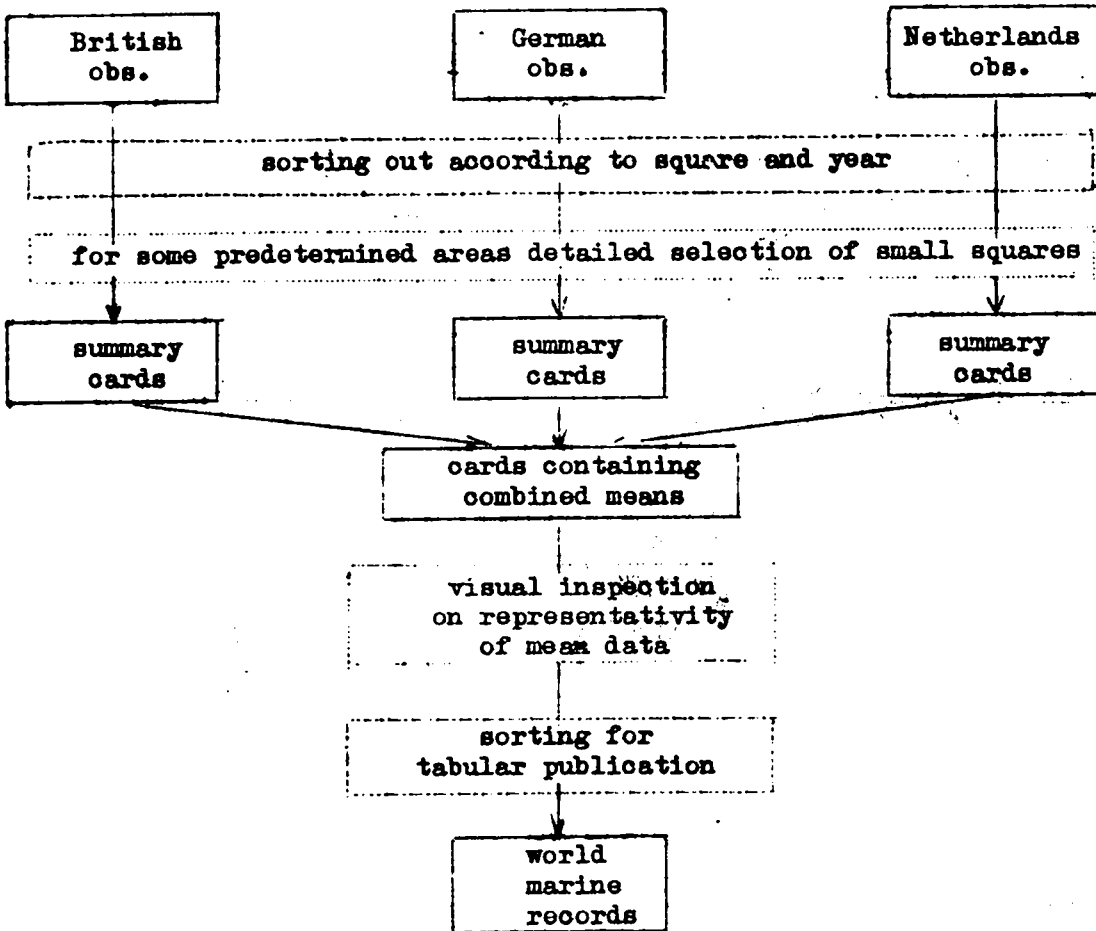 British
obs.
German
obs.
Netherlands
obs.
sorting out according to square and year
for some predetermined areas detailed selection of small squares
summary
cards
summary
cards
summary
cards
cards containing
combined means
visual inspection
on representativity
of mean data
sorting for
tabular publication
world
marine
records